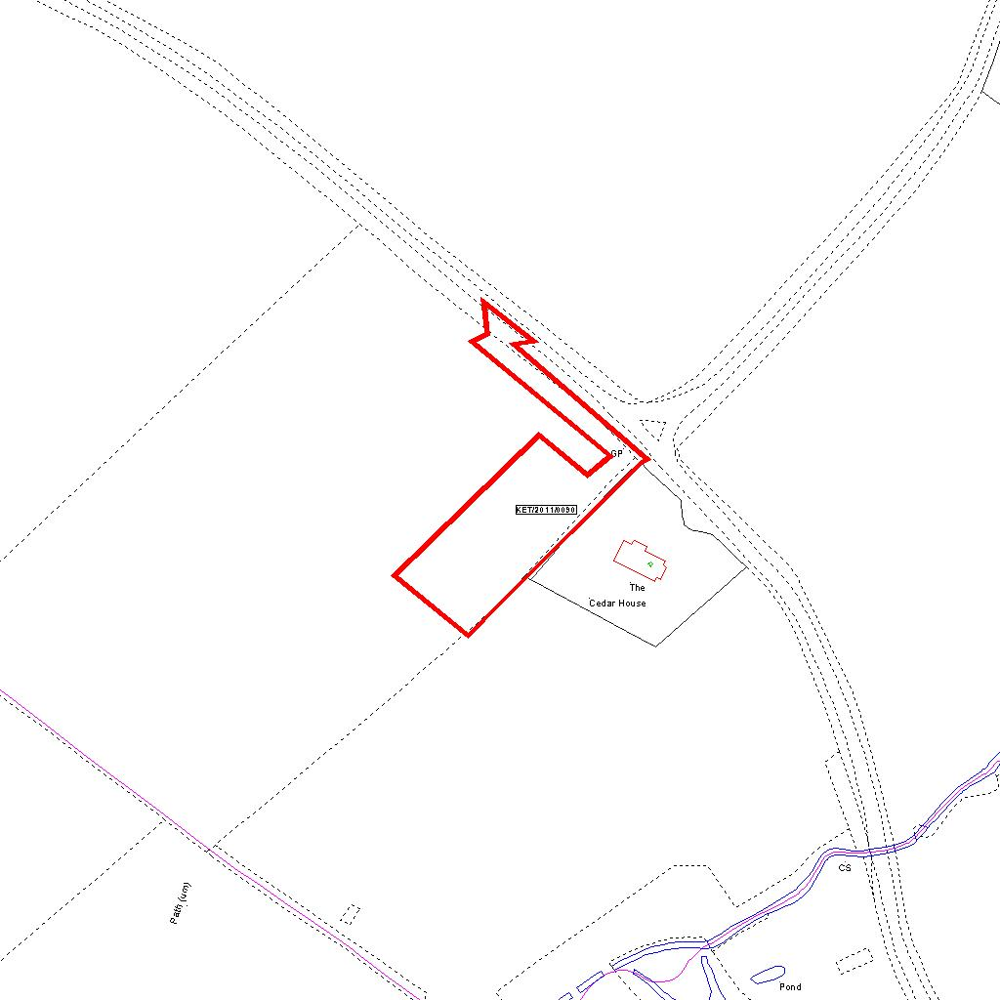 GP
KET/2011/0090
The
Cedar House
CS
Path (um)
Pond